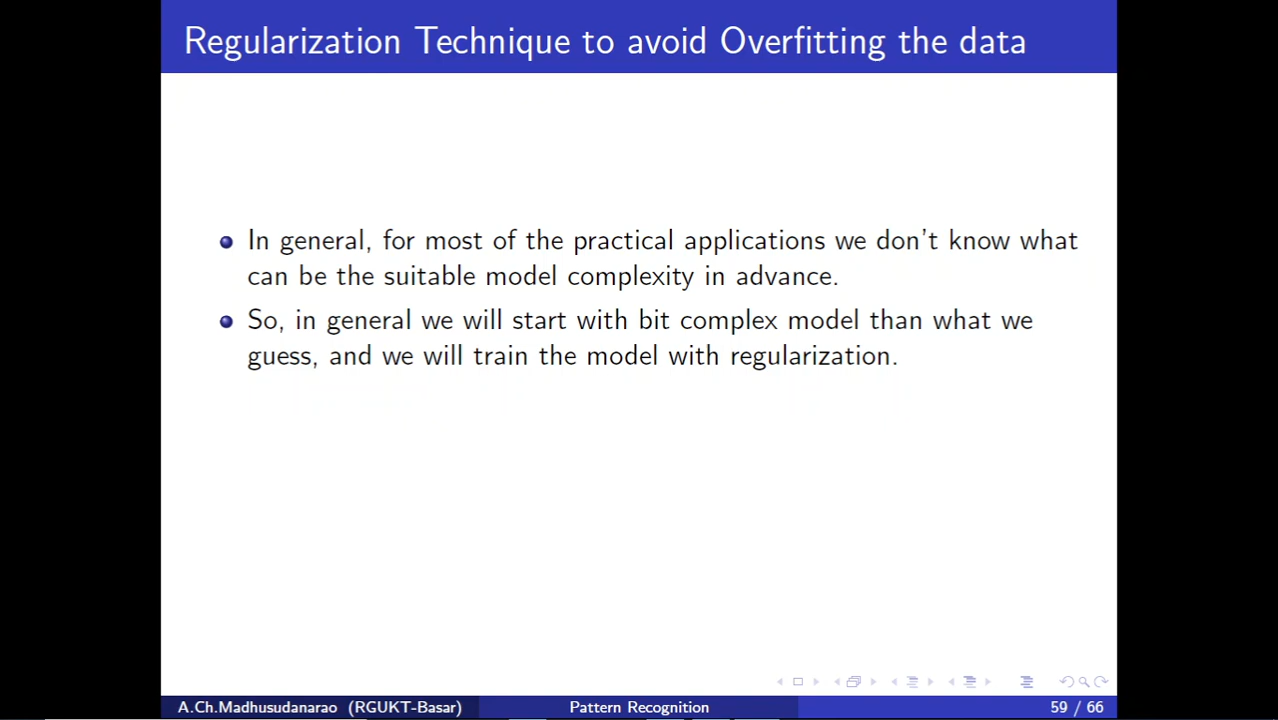 Regularization Technique to avoid Overfitting the data
In general, for most of the practical applications we don't know what
can be the suitable model complexity in advance.
So, in general we will start with bit complex model than what we
guess, and we will train the model with regularization.
A.Ch.Madhusudanarao (RGUKT-Basar) Pattern Recognition 59 / 66